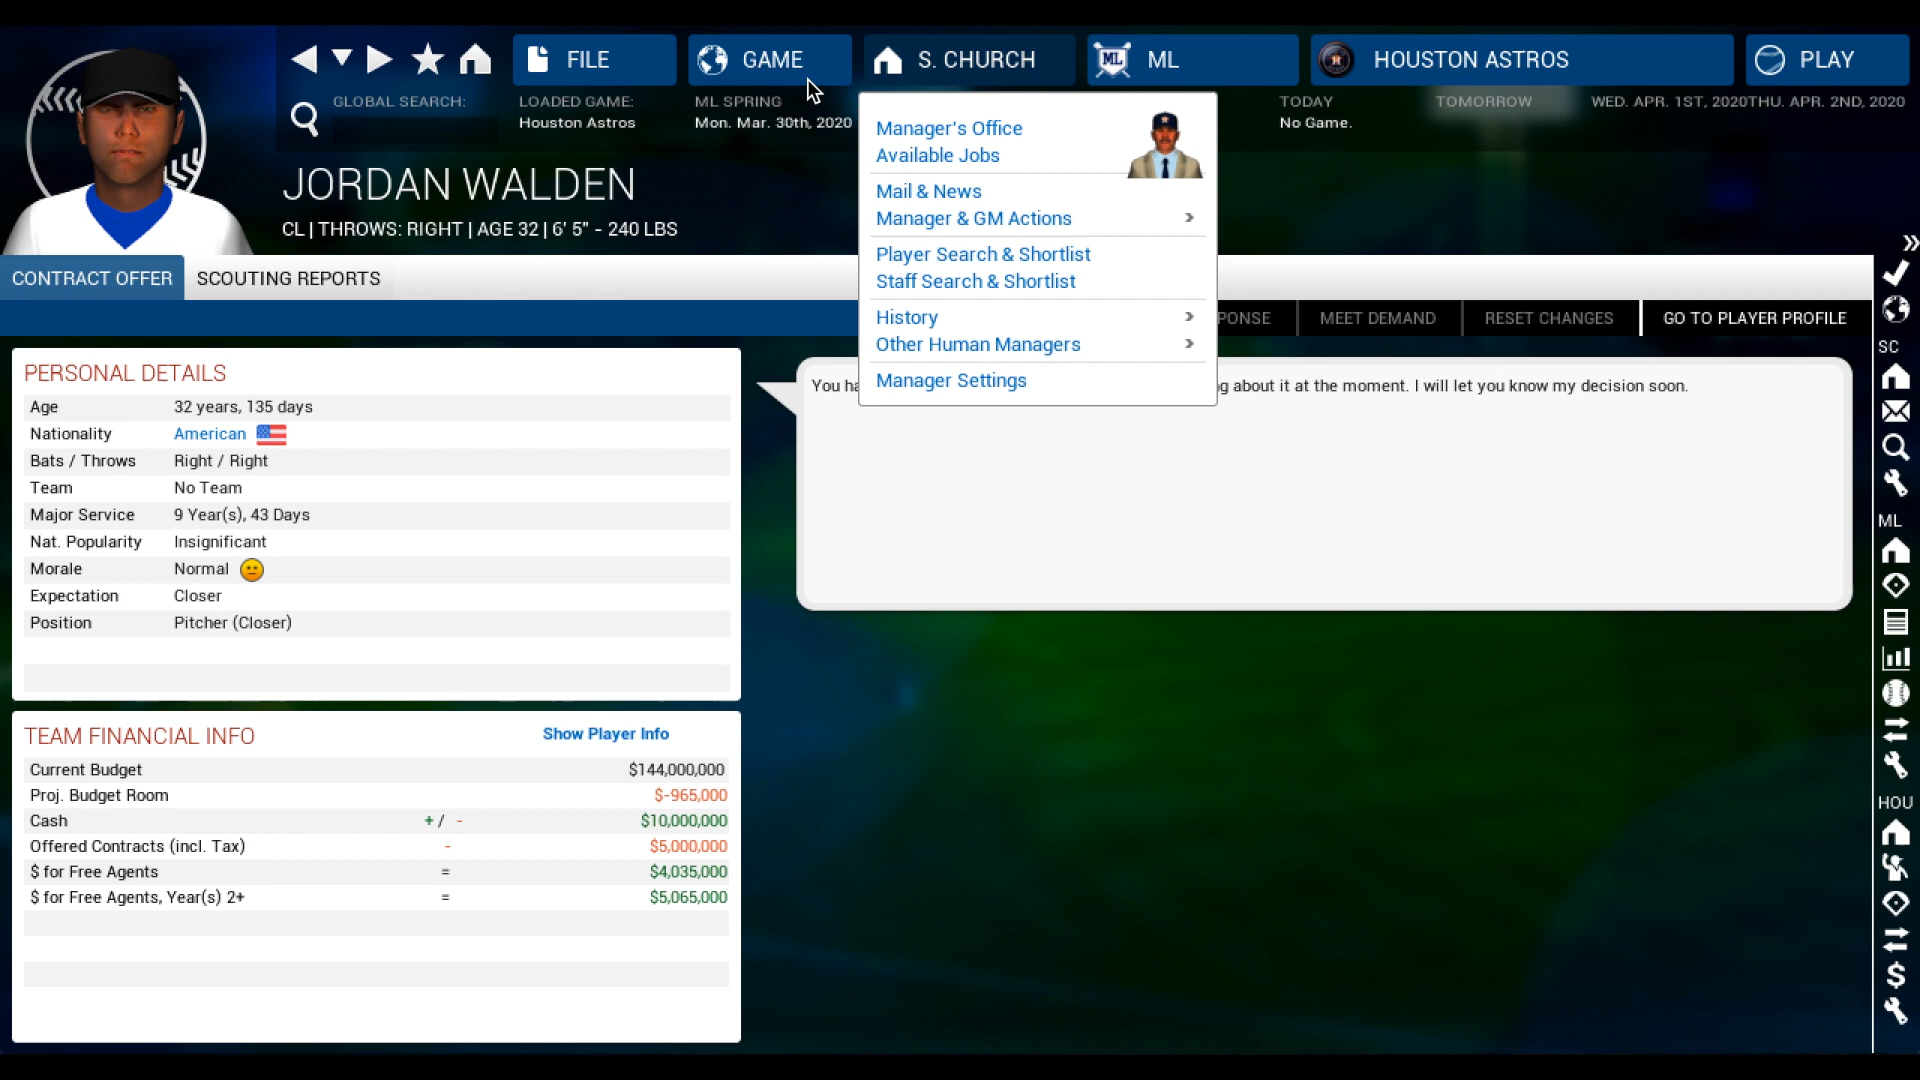 FILE
GAME
S. CHURCH
ML
HOUSTON ASTROS
PLAY
GLOBAL SEARCH:
LOADED GAME:
Houston Astros
ML SPRING
Mon. Mar. 30th, 2020
TODAY
No Game.
TOMORROW
WED. APR. 1ST, 2020
THU. APR. 2ND, 2020
JORDAN WALDEN
CL | THROWS: RIGHT | AGE 32 | 6' 5" - 240 LBS
Manager's Office
Available Jobs
Mail & News
Manager & GM Actions
Player Search & Shortlist
Staff Search & Shortlist
History
Other Human Managers
Manager Settings
CONTRACT OFFER
SCOUTING REPORTS
PONSE
MEET DEMAND
RESET CHANGES
GO TO PLAYER PROFILE
PERSONAL DETAILS
Age 32 years, 135 days
Nationality American
Bats / Throws Right / Right
Team No Team
Major Service 9 Year(s), 43 Days
Nat. Popularity Insignificant
Morale Normal
Expectation Closer
Position Pitcher (Closer)
You ha
g about it at the moment. I will let you know my decision soon.
TEAM FINANCIAL INFO
Show Player Info
Current Budget $144,000,000
Proj. Budget Room $-965,000
Cash + / - $10,000,000
Offered Contracts (incl. Tax) - $5,000,000
$ for Free Agents = $4,035,000
$ for Free Agents, Year(s) 2+ = $5,065,000
SC
ML
HOU